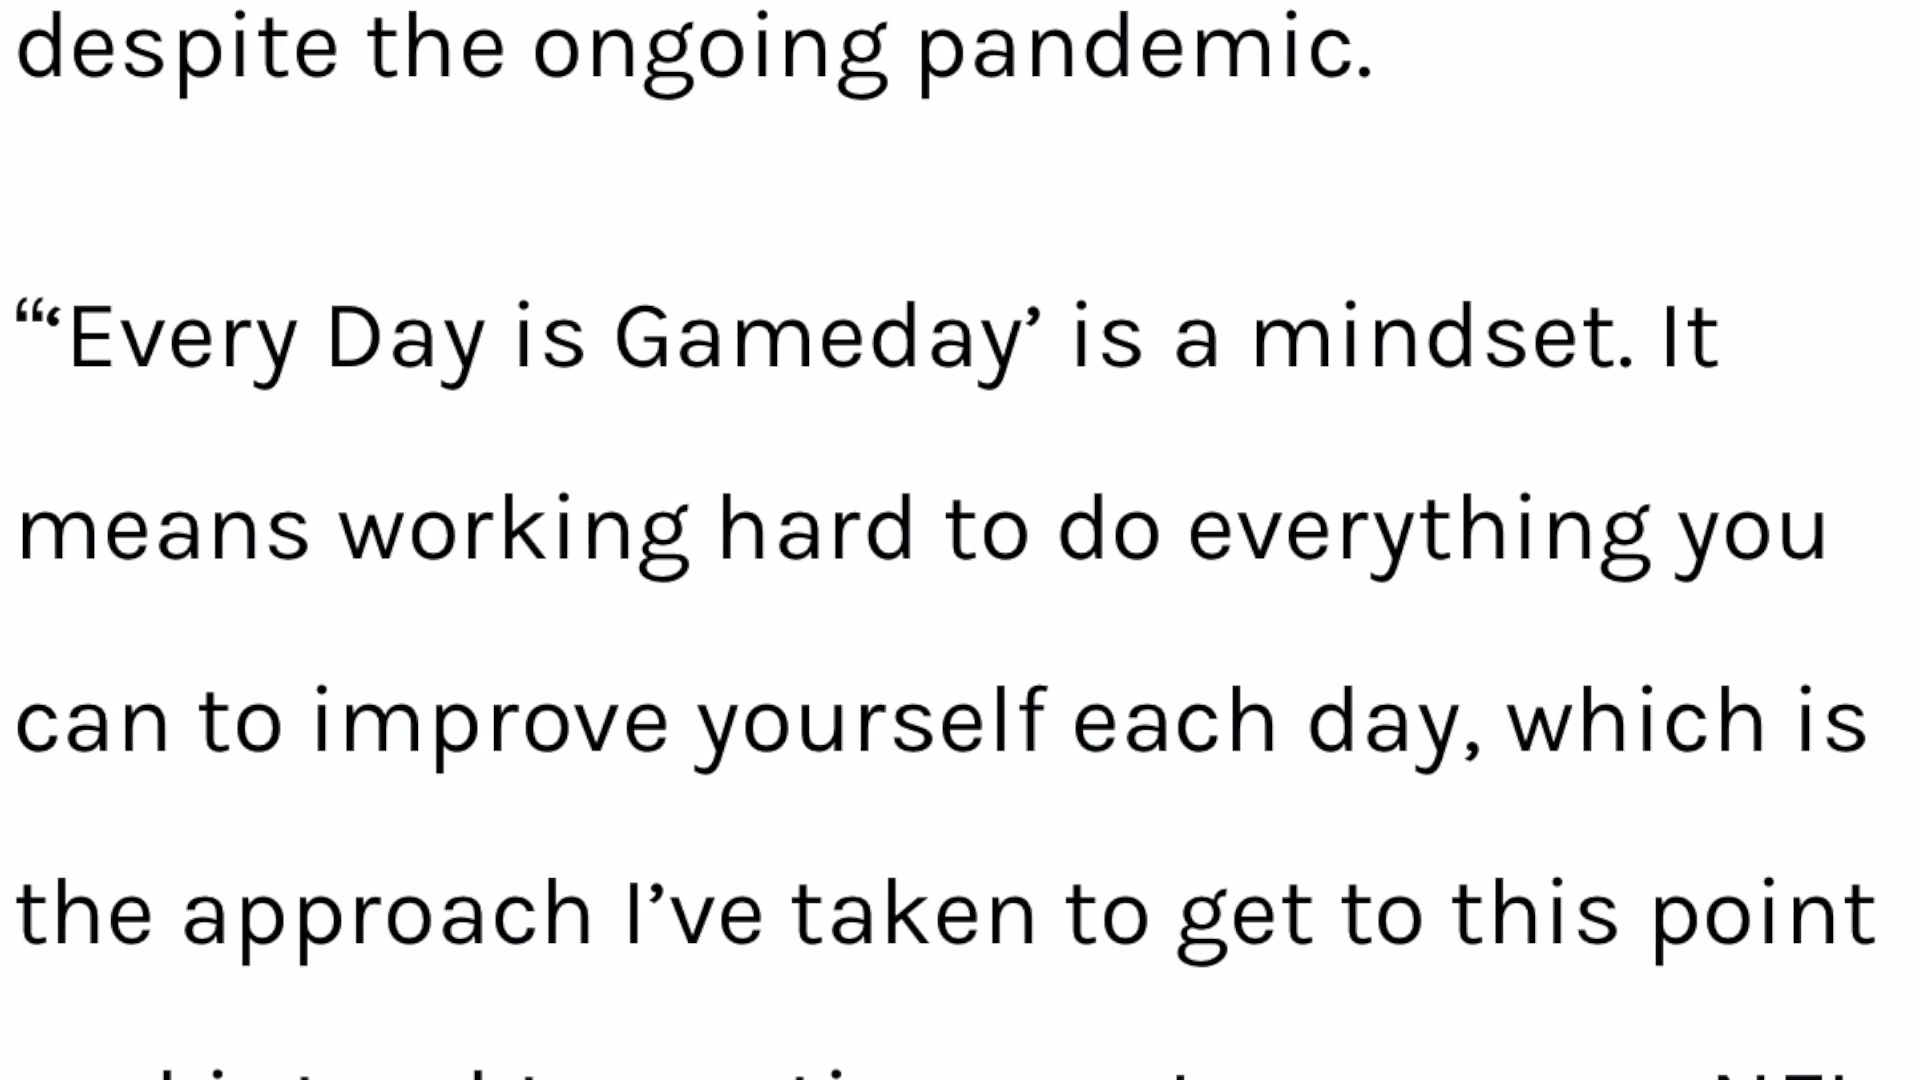 despite the ongoing pandemic.
“‘Every Day is Gameday’ is a mindset. It
means working hard to do everything you
can to improve yourself each day, which is
the approach I’ve taken to get to this point